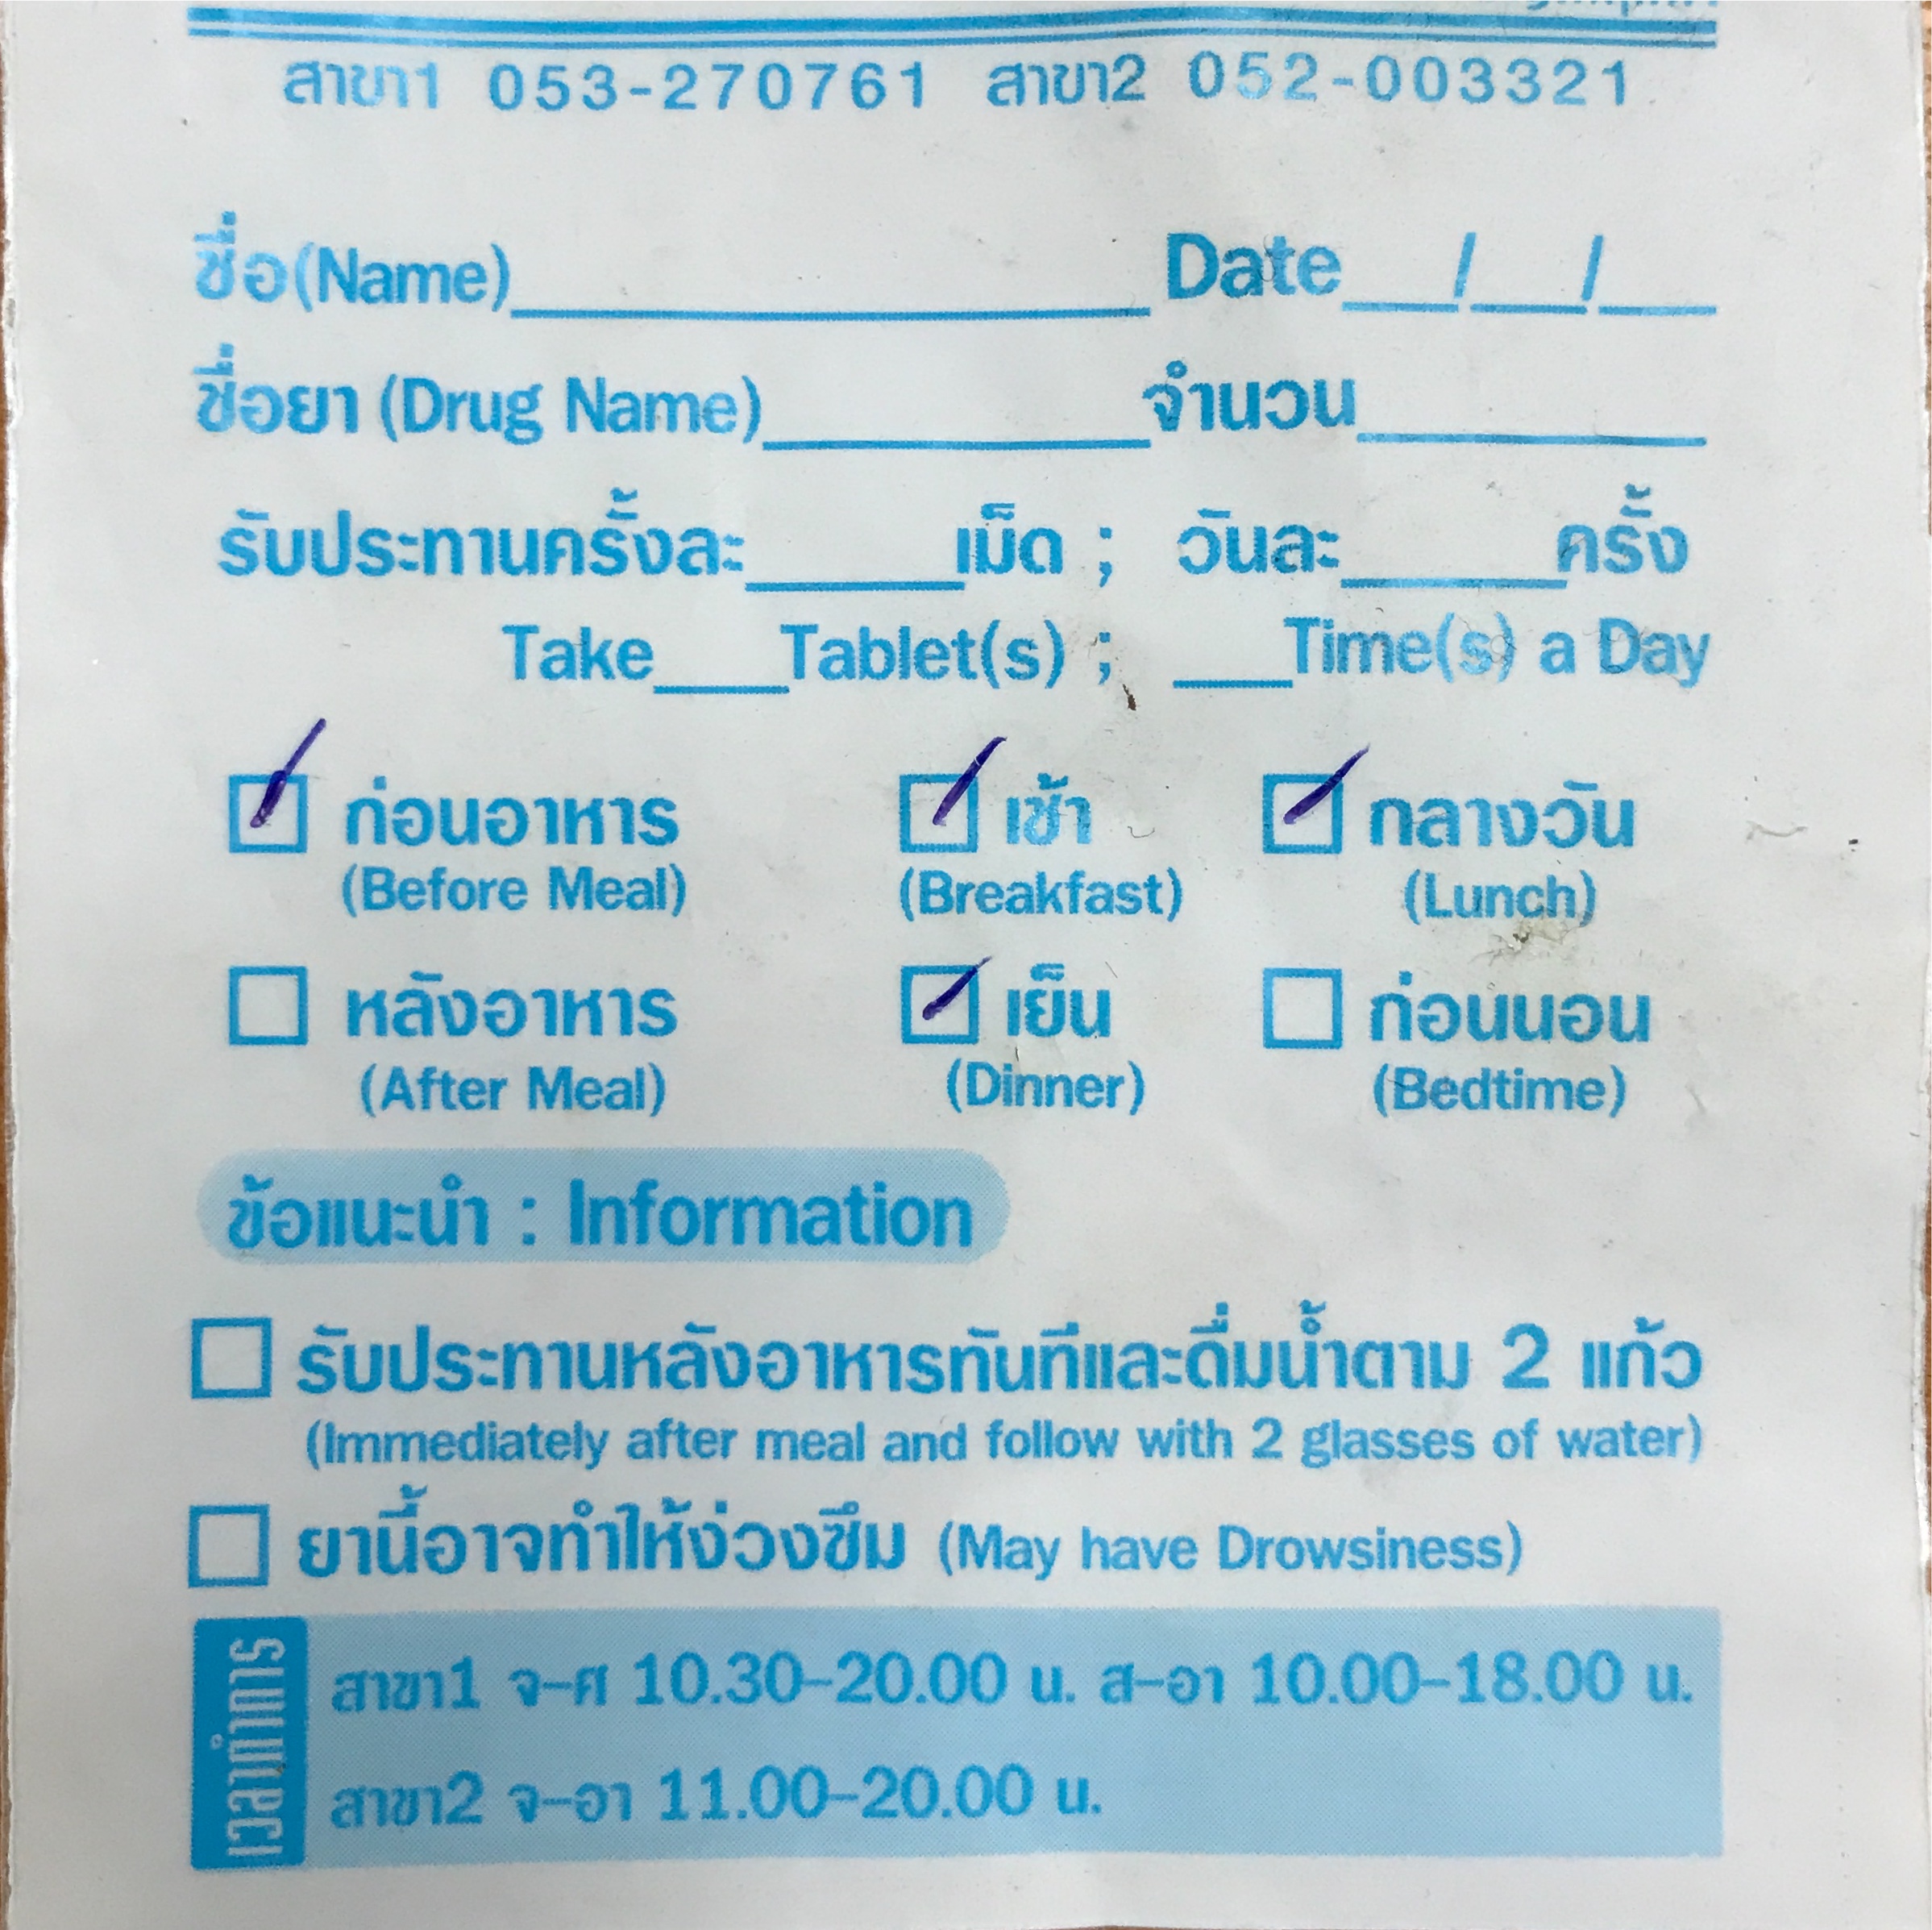 สาขา1 053-270761 สาขา2 052-003321
ชื่อ(Name)____________ Date___/___/___
ชื่อยา (Drug Name)________จำนวน_______
รับประทานครั้งละ_____เม็ด ; วันละ_____ครั้ง
Take___Tablet(s) ; ___Time(s) a Day
ก่อนอาหาร เช้า กลางวัน
(Before Meal) (Breakfast) (Lunch)
หลังอาหาร เย็น ก่อนนอน
(After Meal) (Dinner) (Bedtime)
ข้อแนะนำ : Information
รับประทานหลังอาหารทันทีและดื่มน้ำตาม 2 แก้ว
(Immediately after meal and follow with 2 glasses of water)
ยานี้อาจทำให้ง่วงซึม (May have Drowsiness)
เวลาทำการ
สาขา1 จ-ศ 10.30-20.00 น. ส-อา 10.00-18.00 น.
สาขา2 จ-อา 11.00-20.00 น.